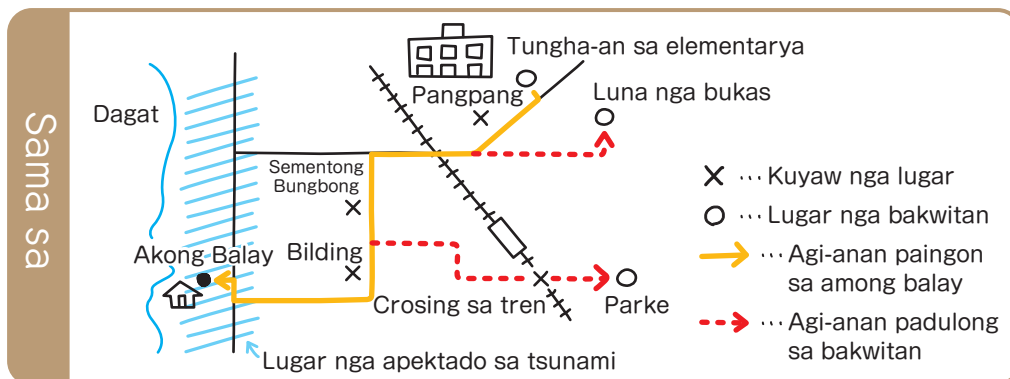 Sama sa
Tungha-an sa elementarya
Pangpang
Luna nga bukas
Dagat
Sementong
Bungbong
Bilding
Akong Balay
Crosing sa tren
Parke
Lugar nga apektado sa tsunami
× ··· Kuyaw nga lugar
○ ··· Lugar nga bakwitan
··· Agi-anan paingon
sa among balay
··· Agi-anan padulong
sa bakwitan